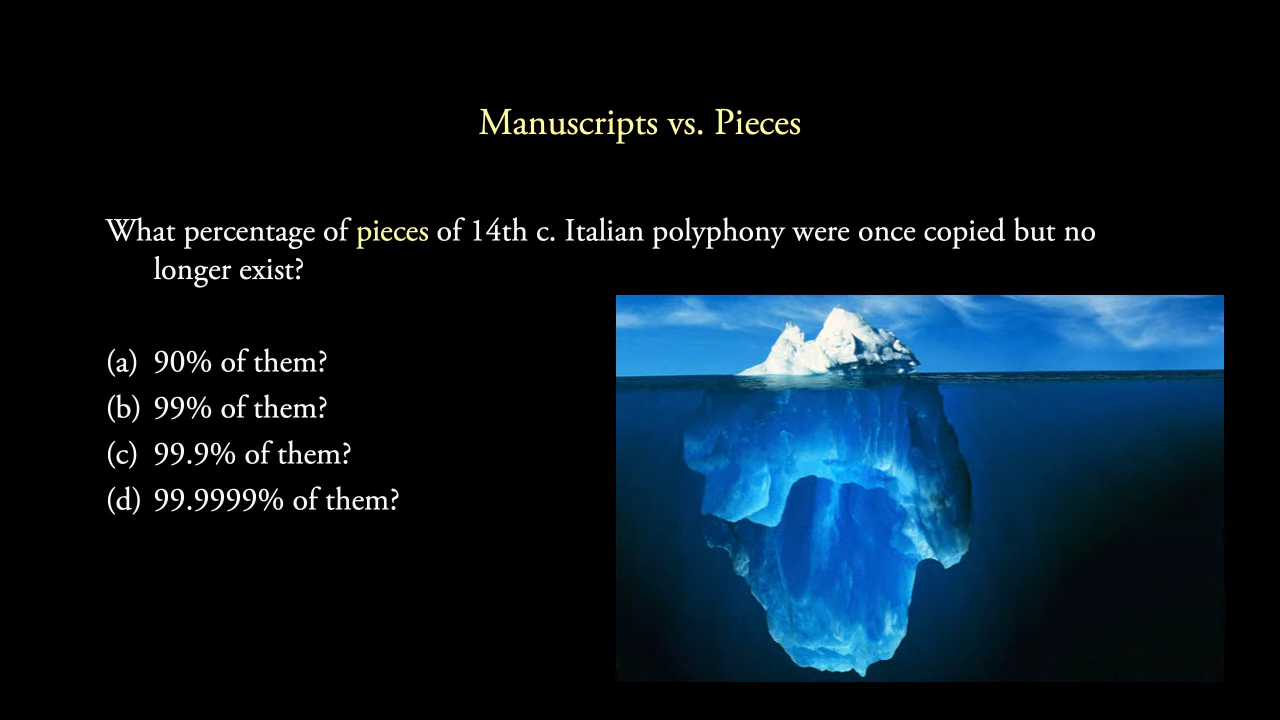 Manuscripts vs. Pieces
What percentage of pieces of 14th c. Italian polyphony were once copied but no
longer exist?
(a) 90% of them?
(b) 99% of them?
(c) 99.9% of them?
(d) 99.9999% of them?